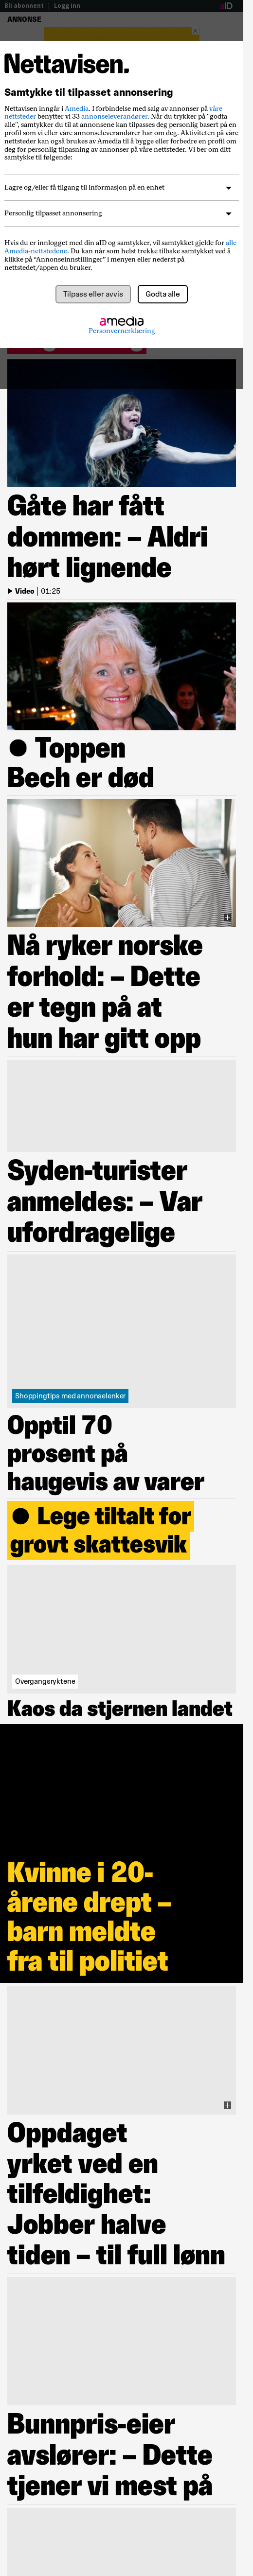 Bli abonnent | Logg inn
aID
ANNONSE
Nettavisen.
Samtykke til tilpasset annonsering
Nettavisen inngår i Amedia. I forbindelse med salg av annonser på våre
nettsteder benytter vi 33 annonseleverandører. Når du trykker på "godta
alle", samtykker du til at annonsene kan tilpasses deg personlig basert på en
profil som vi eller våre annonseleverandører har om deg. Aktiviteten på våre
nettsteder kan også brukes av Amedia til å bygge eller forbedre en profil om
deg for personlig tilpasning av annonser på våre nettsteder. Vi ber om ditt
samtykke til følgende:
Lagre og/eller få tilgang til informasjon på en enhet
Personlig tilpasset annonsering
Hvis du er innlogget med din aID og samtykker, vil samtykket gjelde for alle
Amedia-nettstedene. Du kan når som helst trekke tilbake samtykket ved å
klikke på "Annonseinnstillinger" i menyen eller nederst på
nettstedet/appen du bruker.
Tilpass eller avvis
Godta alle
amedia
Personvernerklæring
Gåte har fått
dommen: – Aldri
hørt lignende
Video | 01:25
Toppen
Bech er død
Nå ryker norske
forhold: – Dette
er tegn på at
hun har gitt opp
Syden-turister
anmeldes: – Var
ufordragelige
Shoppingtips med annonselenker
Opptil 70
prosent på
haugevis av varer
Lege tiltalt for
grovt skattesvik
Overgangsryktene
Kaos da stjernen landet
Kvinne i 20-
årene drept –
barn meldte
fra til politiet
Oppdaget
yrket ved en
tilfeldighet:
Jobber halve
tiden – til full lønn
Bunnpris-eier
avslører: – Dette
tjener vi mest på